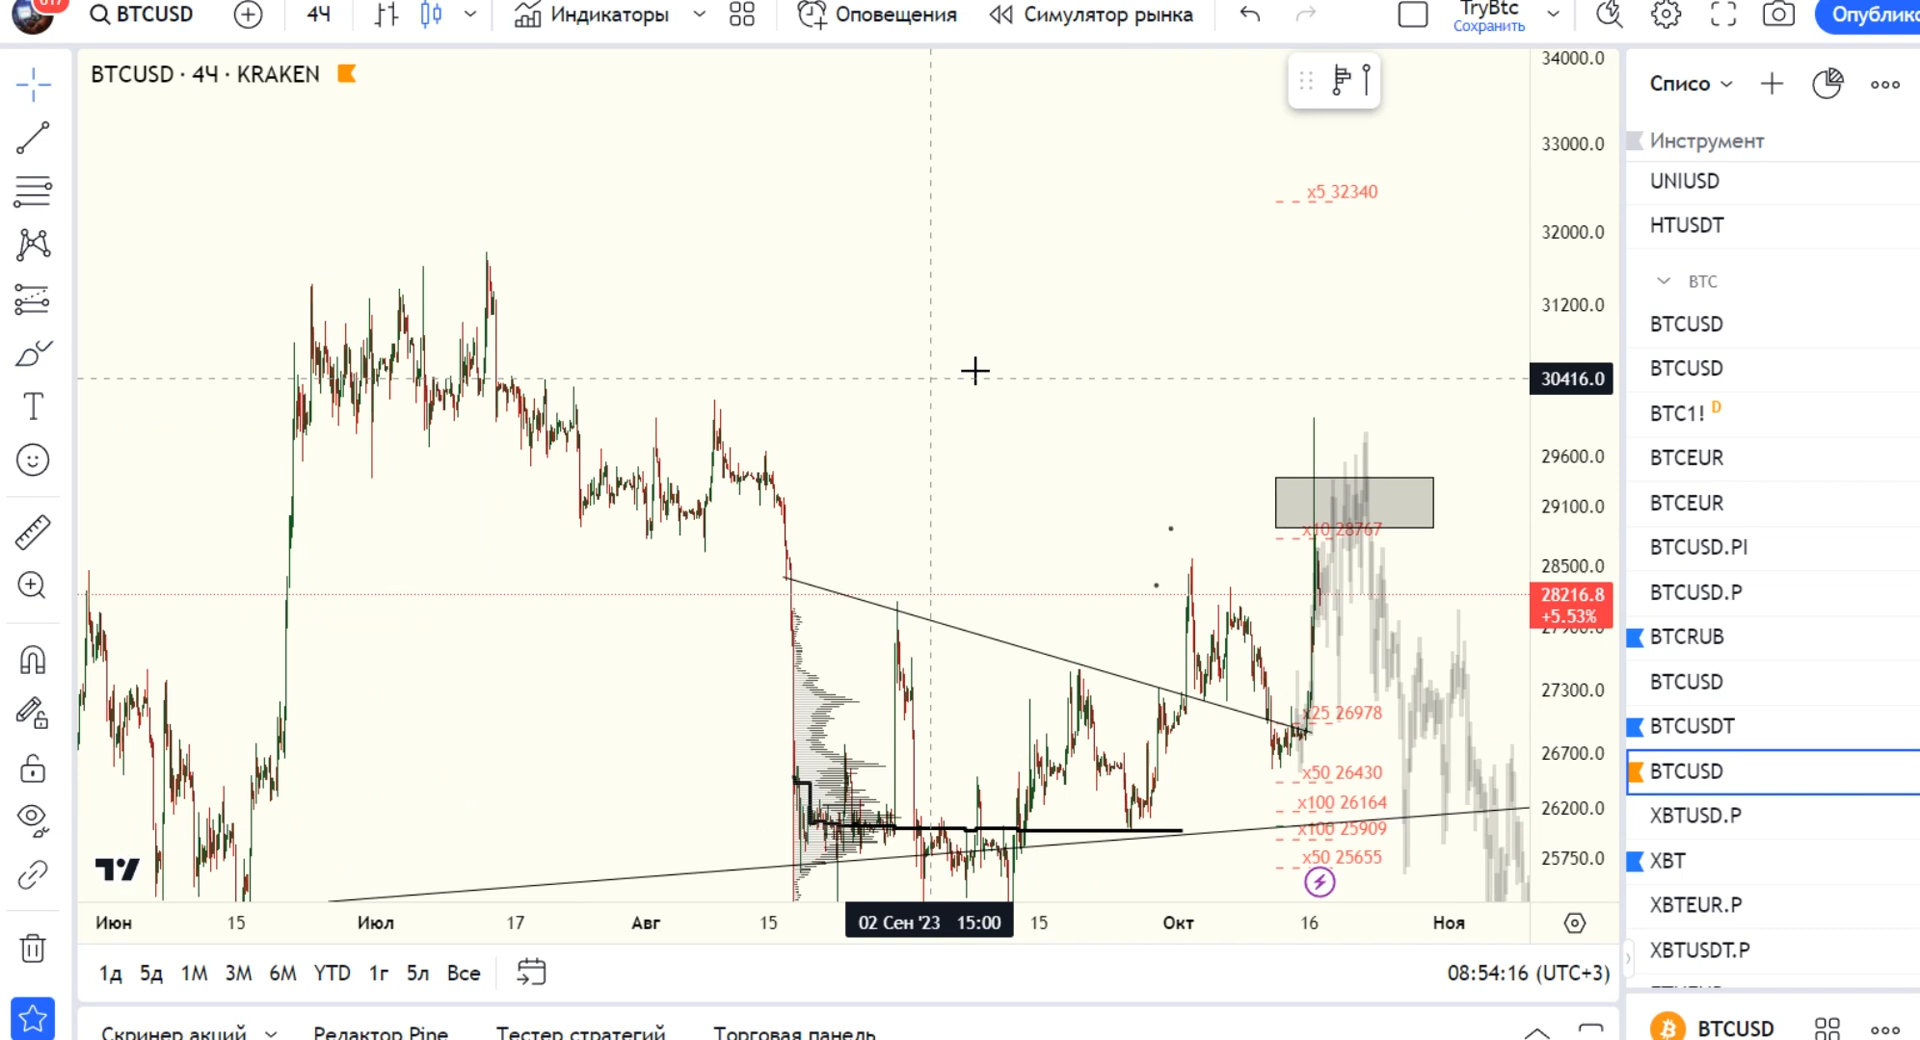 617
BTCUSD
4Ч
Индикаторы
Оповещения
Симулятор рынка
TryBtc
Сохранить
BTCUSD · 4Ч · KRAKEN
34000.0
33000.0
32000.0
31200.0
30416.0
29600.0
29100.0
28500.0
28216.8
+5.53%
27300.0
26700.0
26200.0
25750.0
x5 32340
x10 28767
x25 26978
x50 26430
x100 26164
x100 25909
x50 25655
Июн
15
Июл
17
Авг
15
02 Сен '23 15:00
15
Окт
16
Ноя
1д
5д
1М
3М
6М
YTD
1г
5л
Все
08:54:16 (UTC+3)
Скринер акций
Редактор Pine
Тестер стратегий
Торговая панель
Списо
Инструмент
UNIUSD
HTUSDT
BTC
BTCUSD
BTCUSD
BTC1! D
BTCEUR
BTCEUR
BTCUSD.PI
BTCUSD.P
BTCRUB
BTCUSD
BTCUSDT
BTCUSD
XBTUSD.P
XBT
XBTEUR.P
XBTUSDT.P
BTCUSD